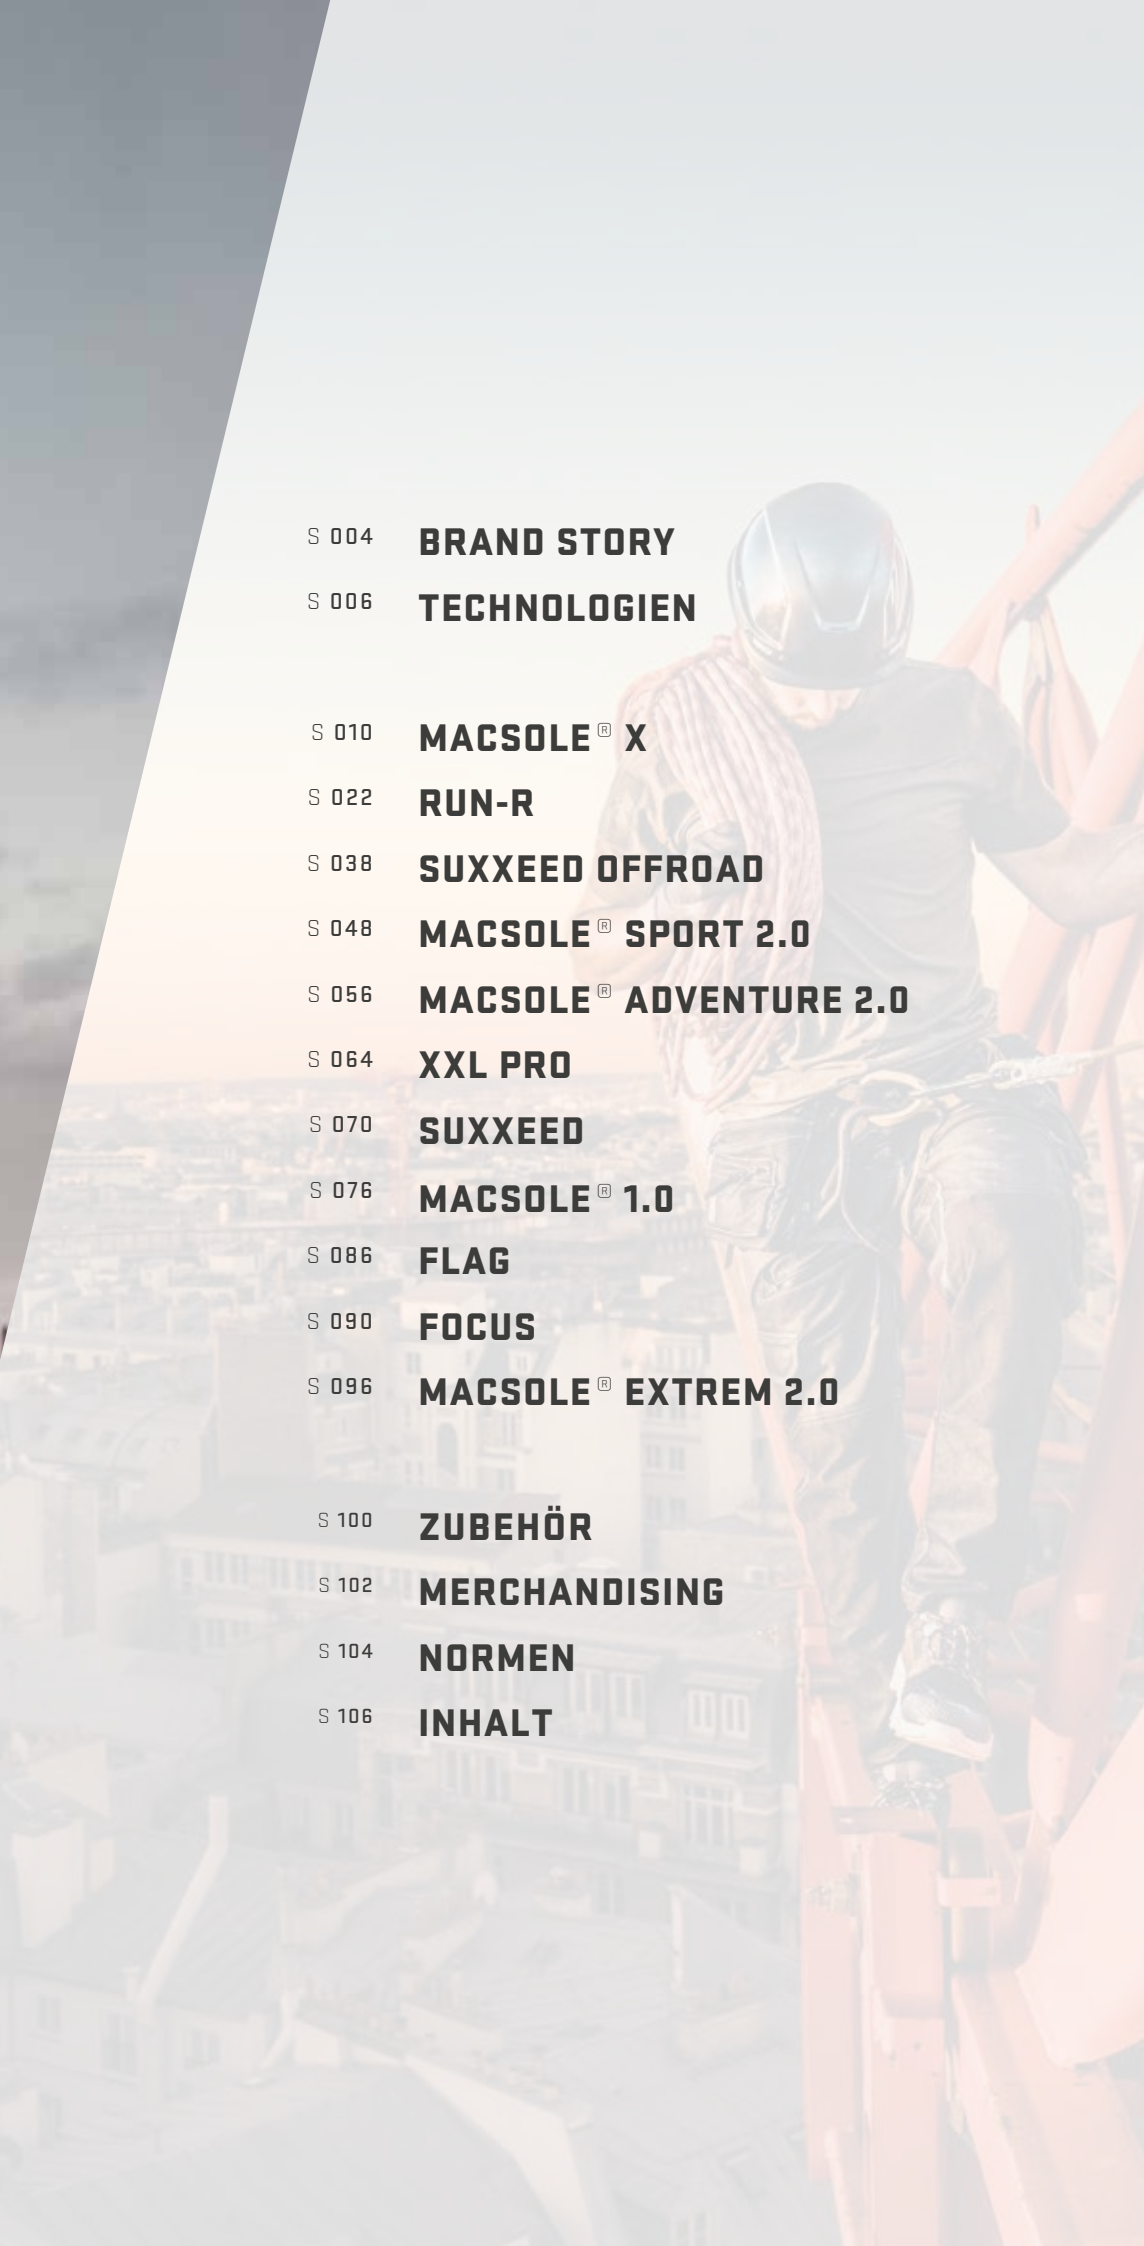 S 004 BRAND STORY
S 006 TECHNOLOGIEN
S 010 MACSOLE® X
S 022 RUN-R
S 038 SUXXEED OFFROAD
S 048 MACSOLE® SPORT 2.0
S 056 MACSOLE® ADVENTURE 2.0
S 064 XXL PRO
S 070 SUXXEED
S 076 MACSOLE® 1.0
S 086 FLAG
S 090 FOCUS
S 096 MACSOLE® EXTREM 2.0
S 100 ZUBEHÖR
S 102 MERCHANDISING
S 104 NORMEN
S 106 INHALT